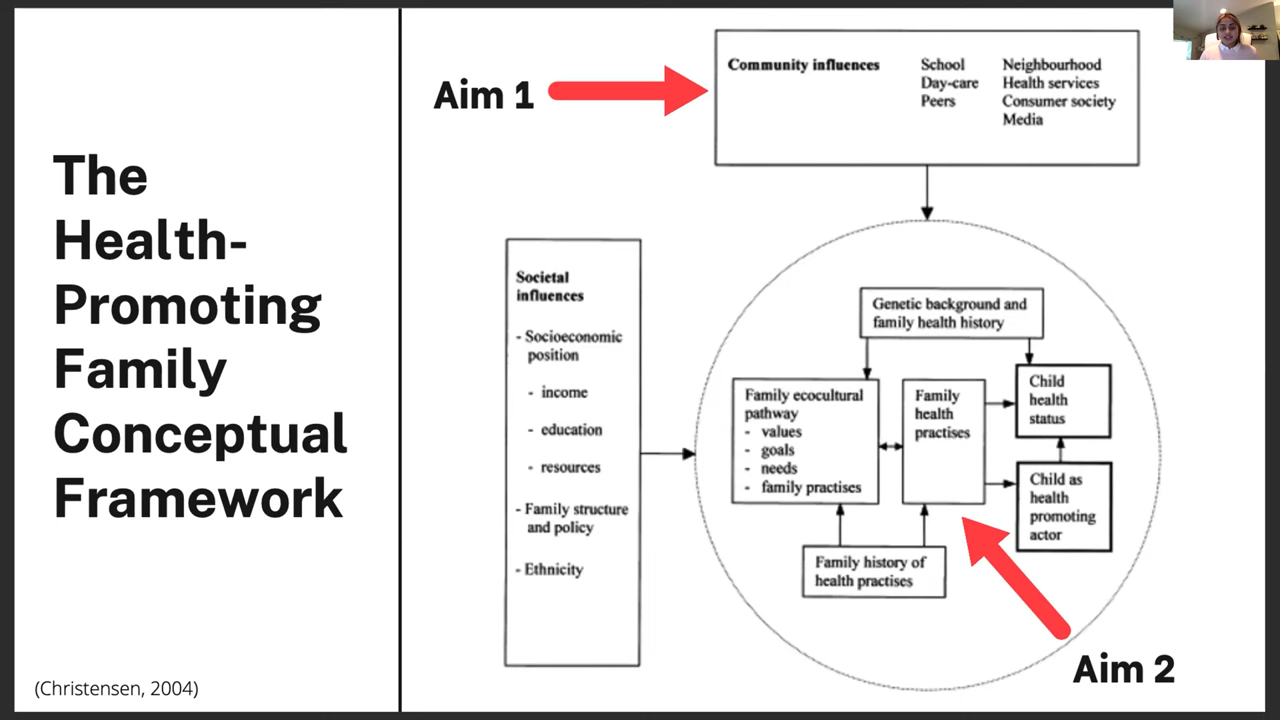 The
Health-
Promoting
Family
Conceptual
Framework
(Christensen, 2004)
Aim 1
Community influences
School
Day-care
Peers
Neighbourhood
Health services
Consumer society
Media
Societal
influences
- Socioeconomic
position
- income
- education
- resources
- Family structure
and policy
- Ethnicity
Genetic background and
family health history
Family ecocultural
pathway
- values
- goals
- needs
- family practises
Family
health
practises
Child
health
status
Child as
health
promoting
actor
Family history of
health practises
Aim 2